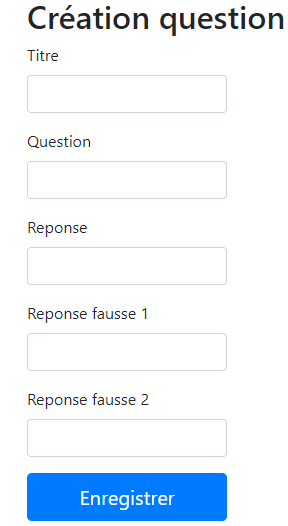 Création question
Titre
Question
Reponse
Reponse fausse 1
Reponse fausse 2
Enregistrer